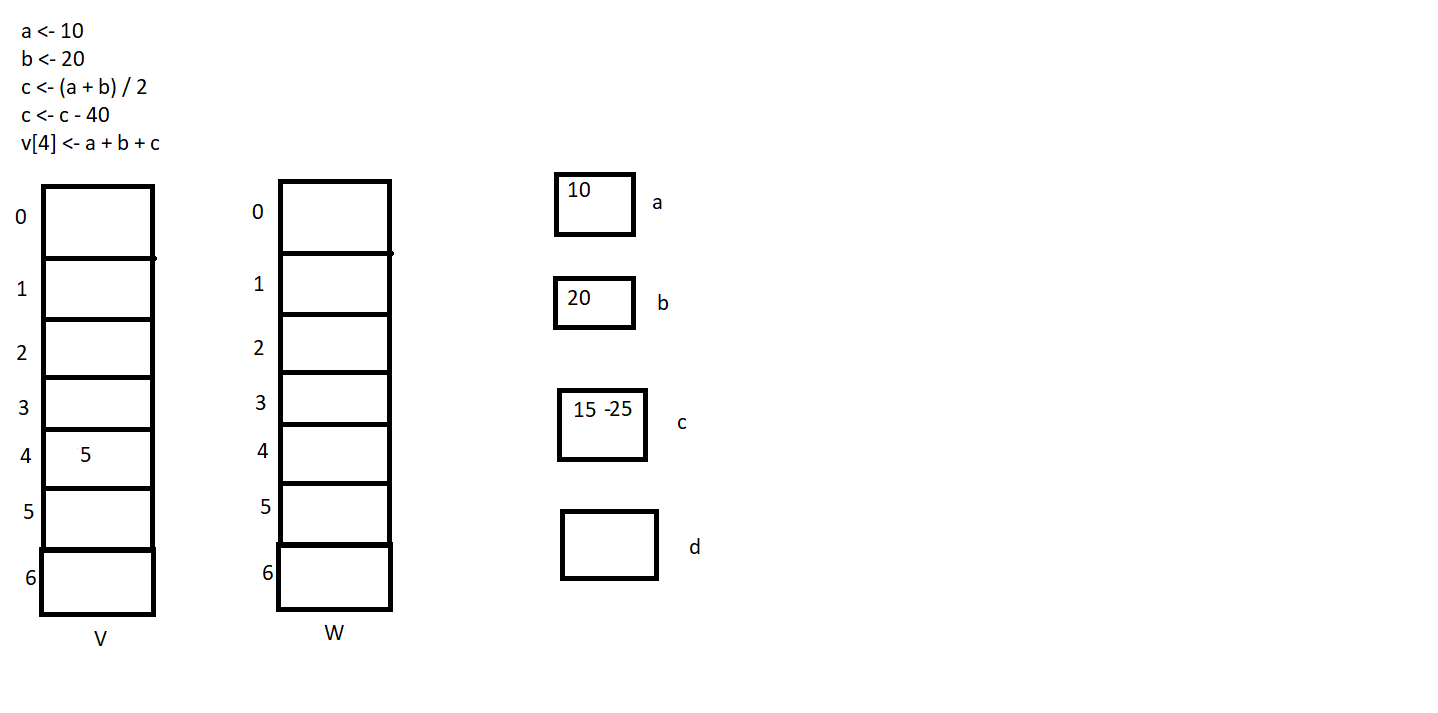 a <- 10
b <- 20
c <- (a + b) / 2
c <- c - 40
v[4] <- a + b + c
0
1
2
3
4 5
5
6
V
0
1
2
3
4
5
6
W
10 a
20 b
15 -25 c
d